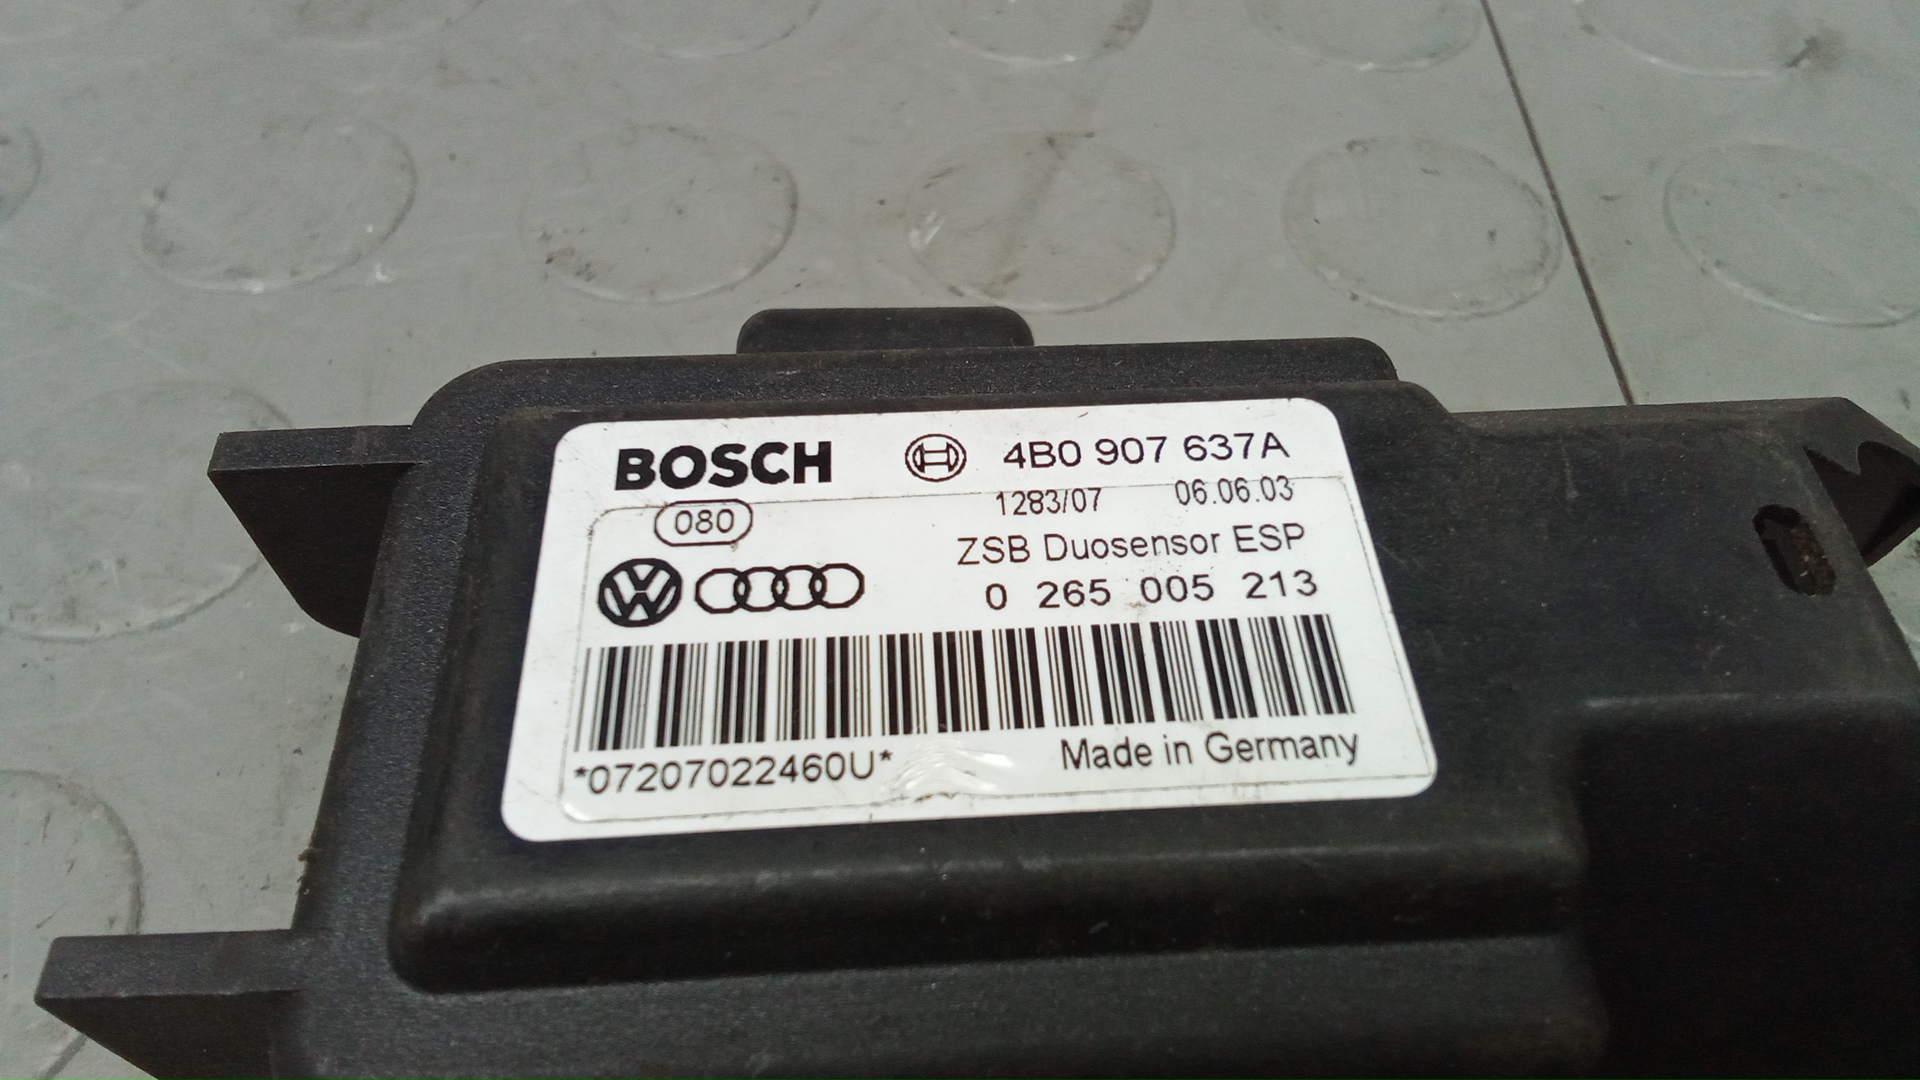 BOSCH 4B0 907 637A
1283/07 06.06.03
080
ZSB Duosensor ESP
0 265 005 213
*07207022460U*
Made in Germany